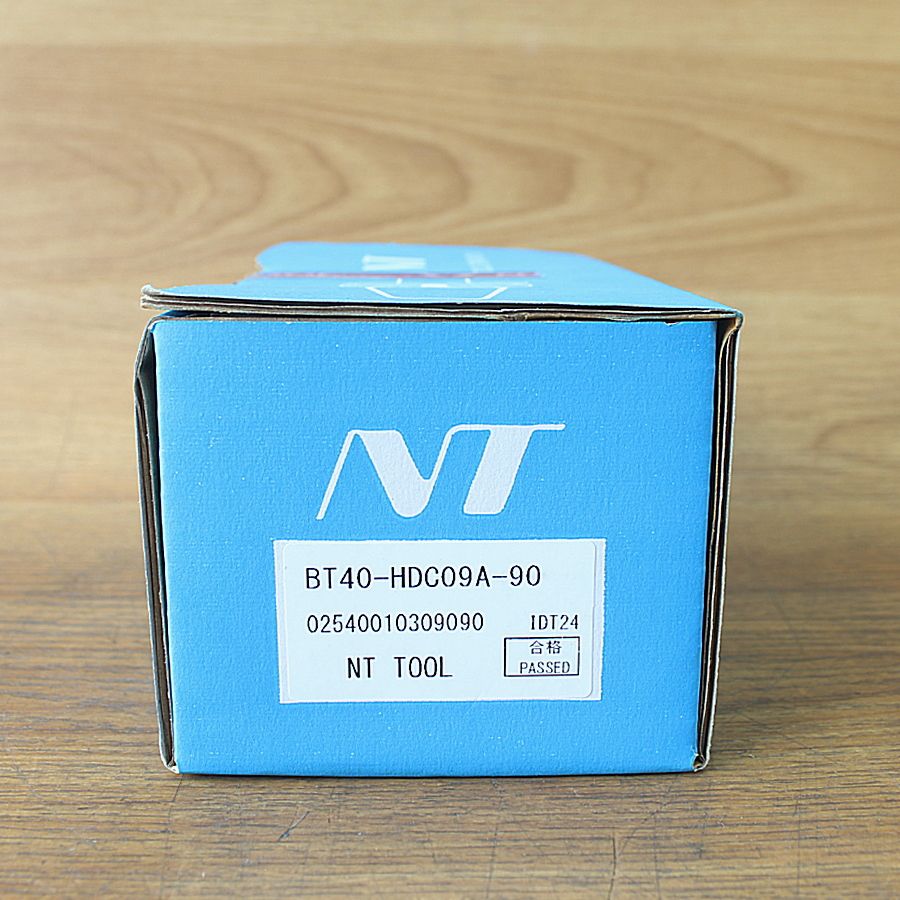 NT
BT40-HDC09A-90
02540010309090 IDT24
合格
NT TOOL PASSED